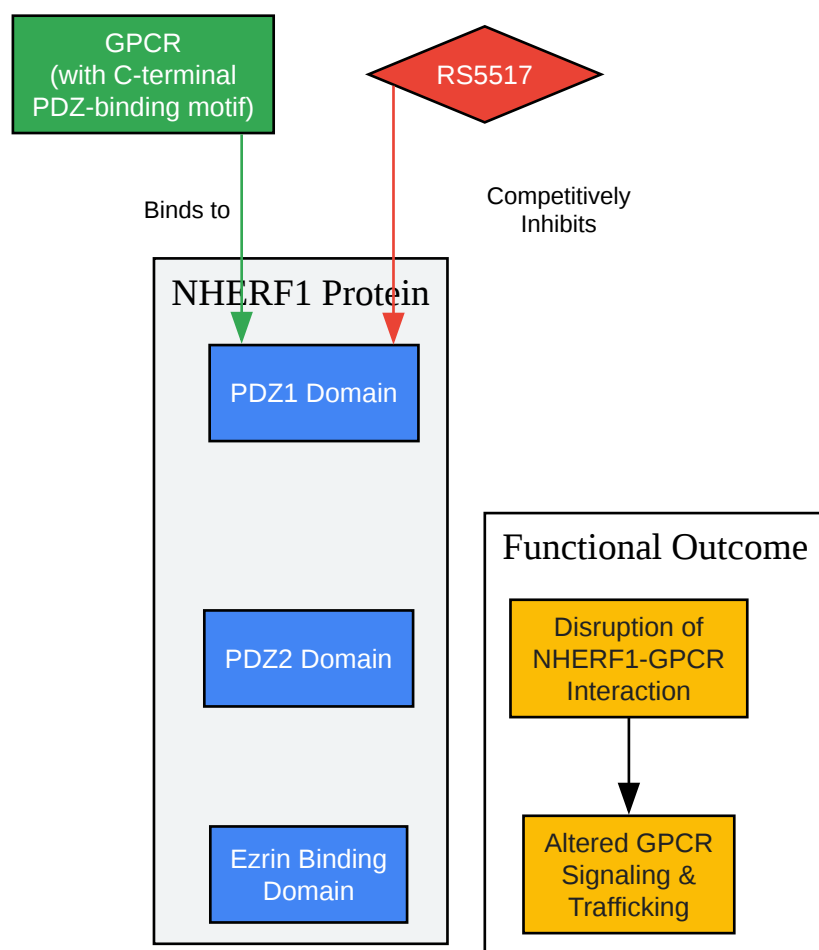 GPCR
(with C-terminal
PDZ-binding motif)
RS5517
Binds to
Competitively
Inhibits
NHERF1 Protein
PDZ1 Domain
PDZ2 Domain
Ezrin Binding
Domain
Functional Outcome
Disruption of
NHERF1-GPCR
Interaction
Altered GPCR
Signaling &
Trafficking